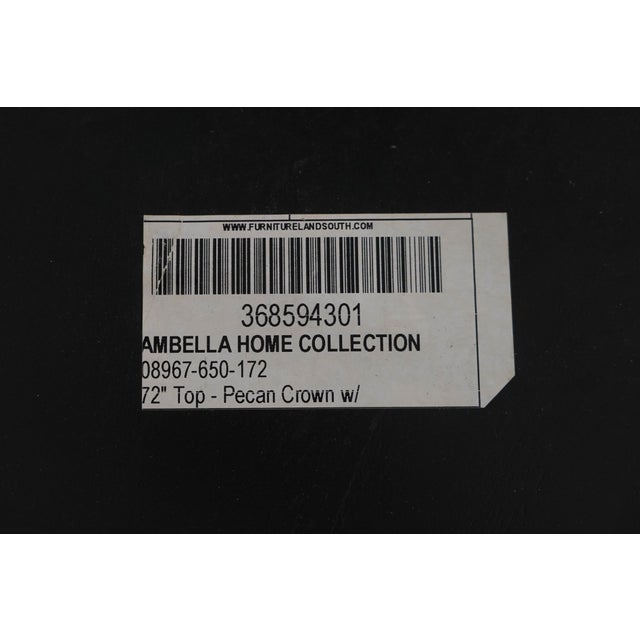 WWW.FURNITURELANDSOUTH.COM
368594301
AMBELLA HOME COLLECTION
08967-650-172
72" Top - Pecan Crown w/